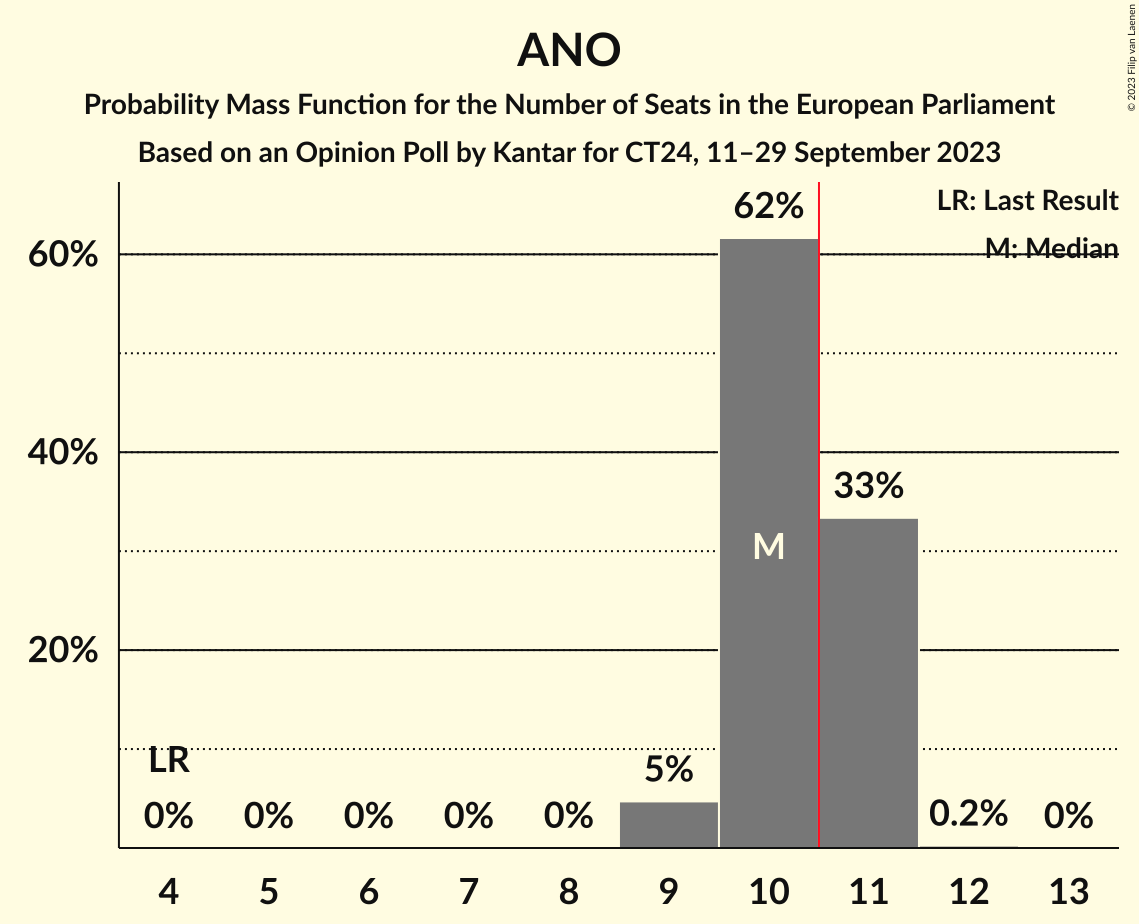 ANO
Probability Mass Function for the Number of Seats in the European Parliament
Based on an Opinion Poll by Kantar for CT24, 11–29 September 2023
© 2023 Filip van Laenen
LR: Last Result
M: Median
60%
40%
20%
LR
0%
0%
0%
0%
0%
5%
62%
M
33%
0.2%
0%
4 5 6 7 8 9 10 11 12 13